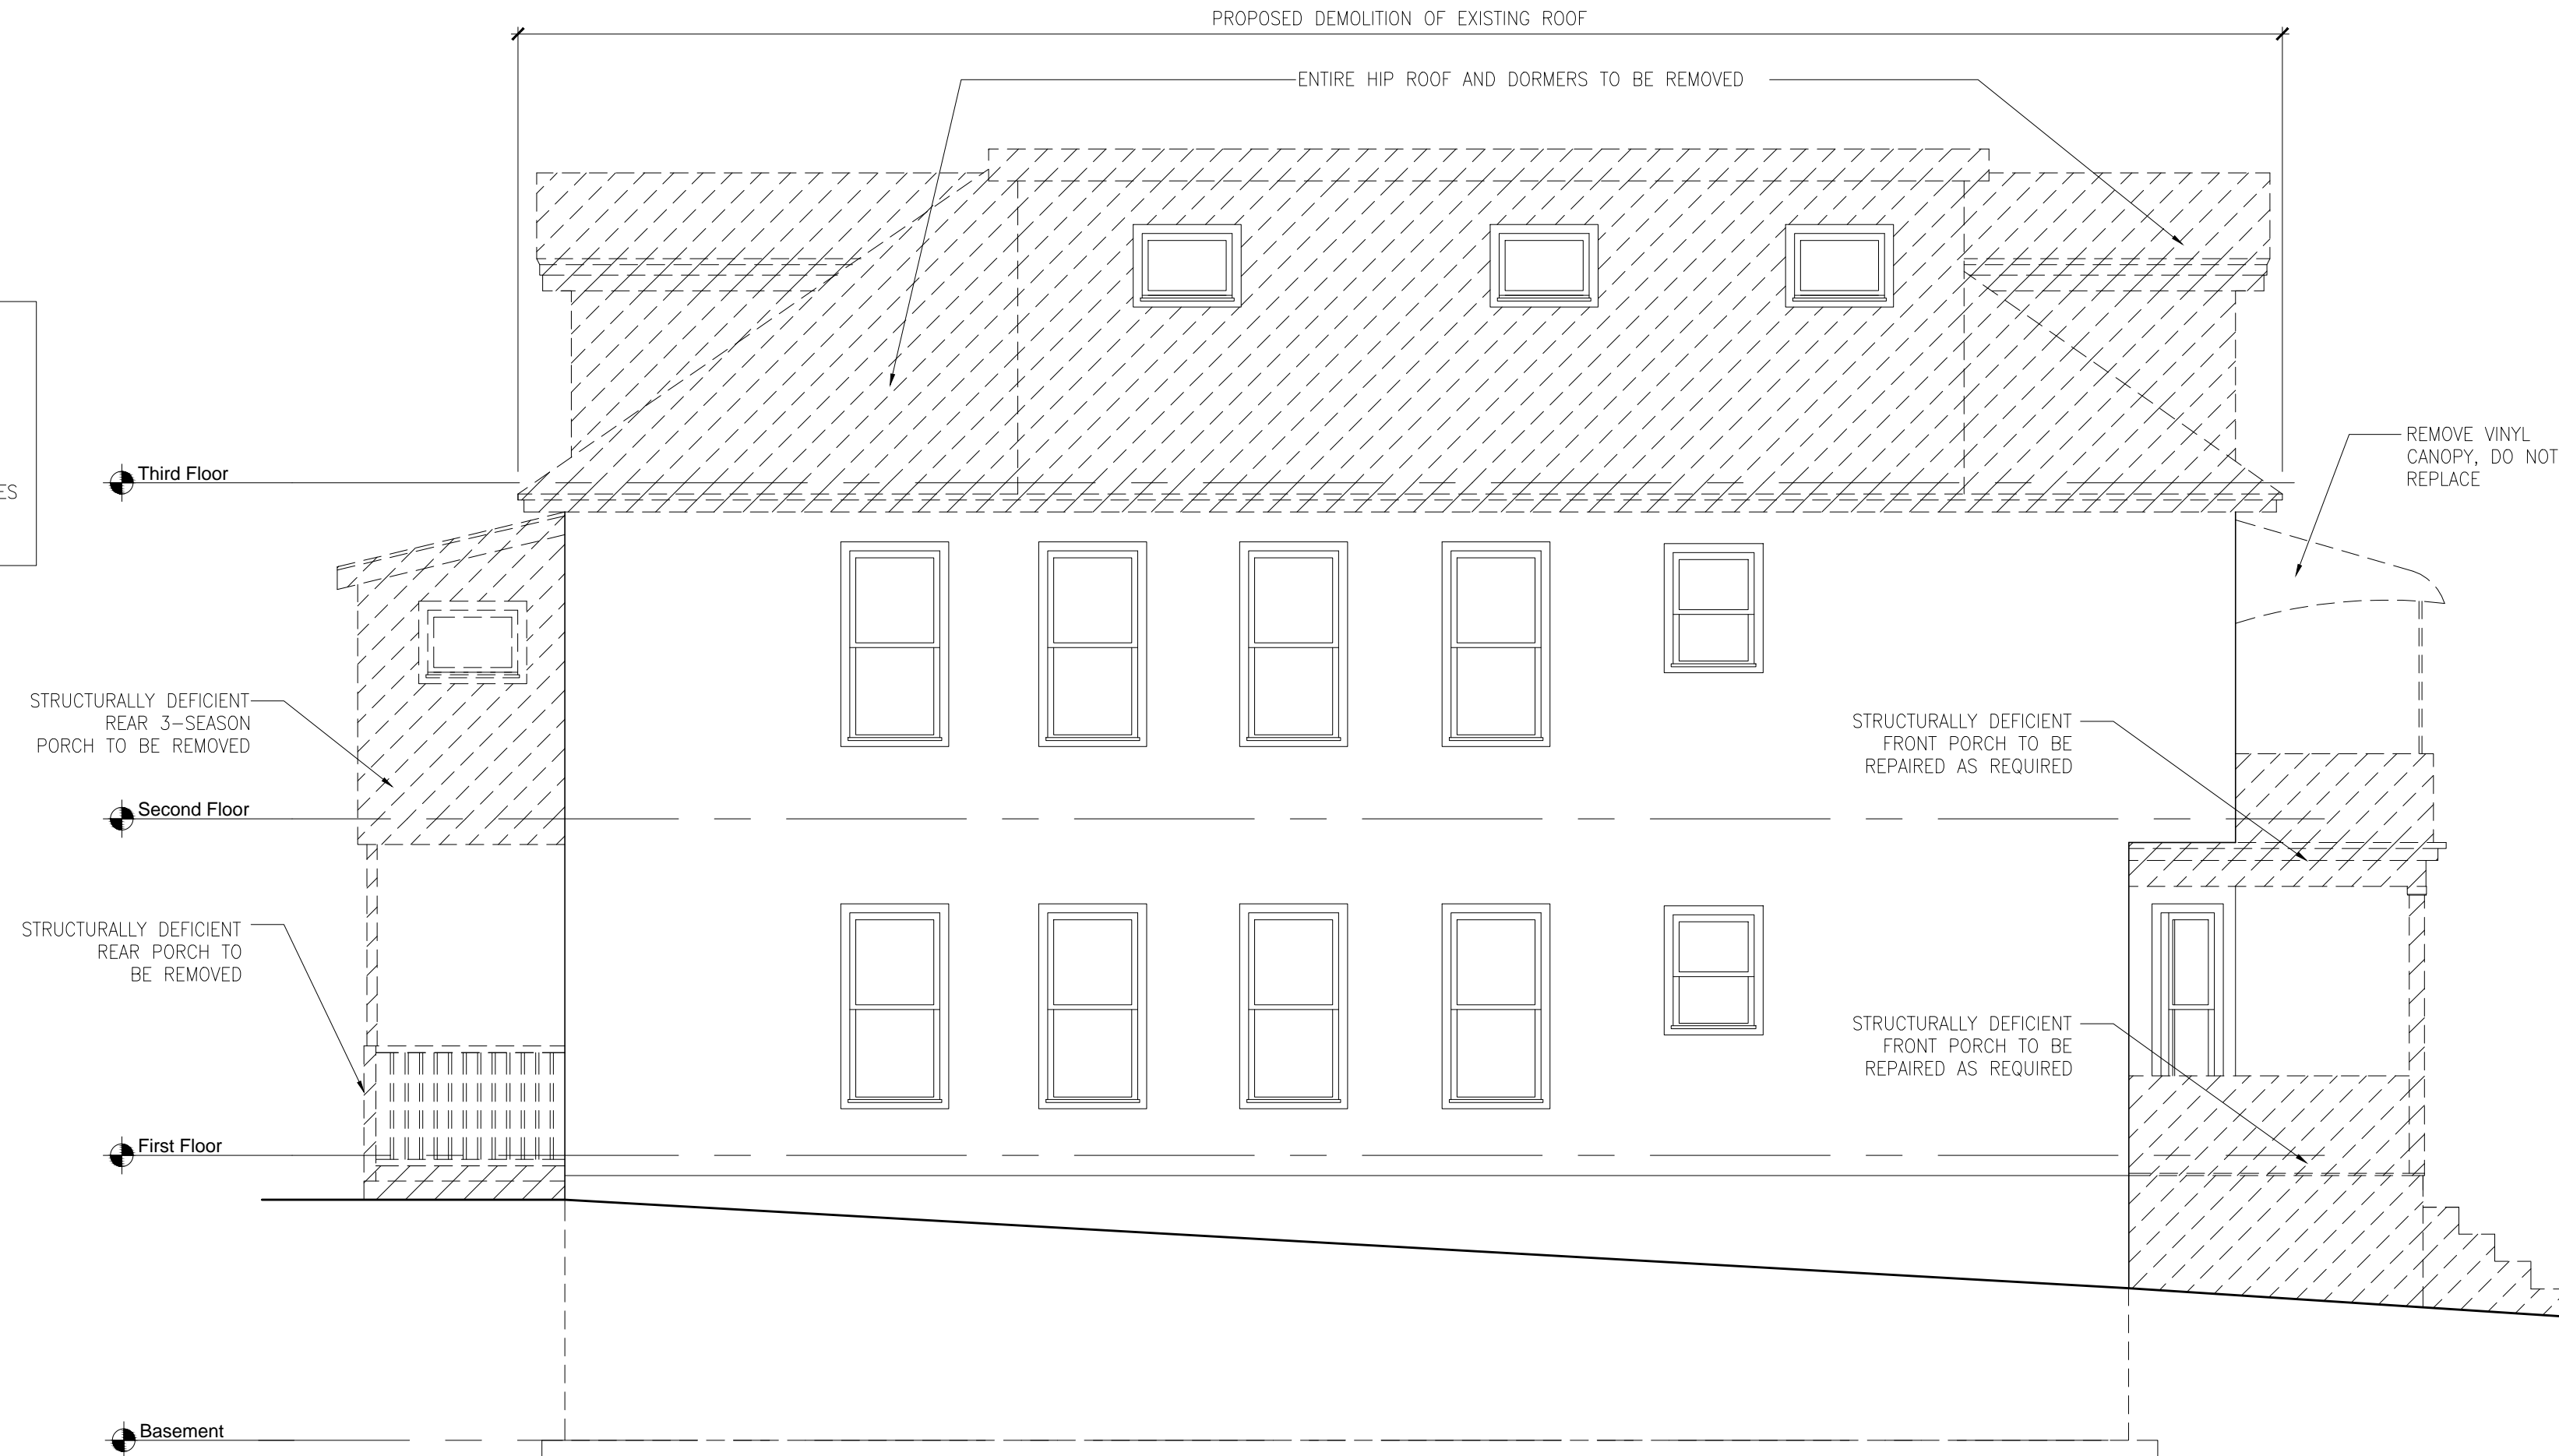 PROPOSED DEMOLITION OF EXISTING ROOF
ENTIRE HIP ROOF AND DORMERS TO BE REMOVED
REMOVE VINYL
CANOPY, DO NOT
REPLACE
Third Floor
ES
STRUCTURALLY DEFICIENT
REAR 3-SEASON
PORCH TO BE REMOVED
STRUCTURALLY DEFICIENT
FRONT PORCH TO BE
REPAIRED AS REQUIRED
Second Floor
STRUCTURALLY DEFICIENT
REAR PORCH TO
BE REMOVED
STRUCTURALLY DEFICIENT
FRONT PORCH TO BE
REPAIRED AS REQUIRED
First Floor
Basement